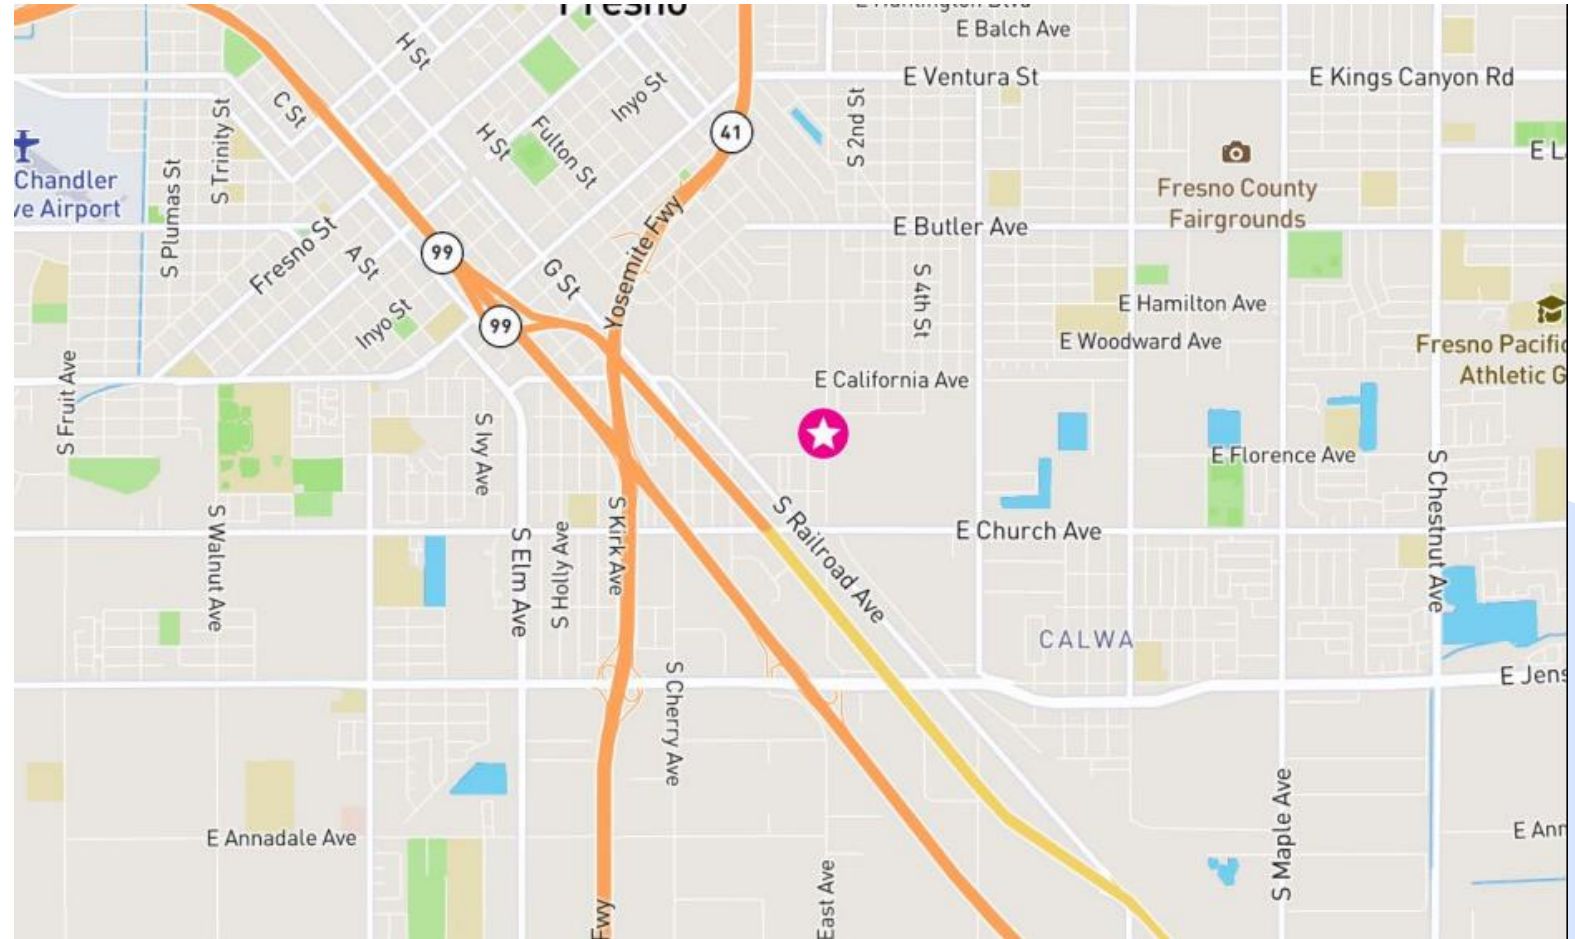 Fresno
E Huntington Blvd
E Balch Ave
E Ventura St
E Kings Canyon Rd
H St
Inyo St
C St
S Trinity St
41
S 2nd St
H St
Fulton St
E L
Chandler
ve Airport
S Plumas St
Fresno County
Fairgrounds
E Butler Ave
Yosemite Fwy
Fresno St
A St
99
G St
S 4th St
E Hamilton Ave
Inyo St
99
E Woodward Ave
Fresno Pacific
Athletic G
S Fruit Ave
E California Ave
S Ivy Ave
E Florence Ave
S Chestnut Ave
S Walnut Ave
S Elm Ave
S Holly Ave
S Kirk Ave
S Railroad Ave
E Church Ave
CALWA
S Cherry Ave
E Jens
E Annadale Ave
S Maple Ave
E Ann
East Ave
Fwy